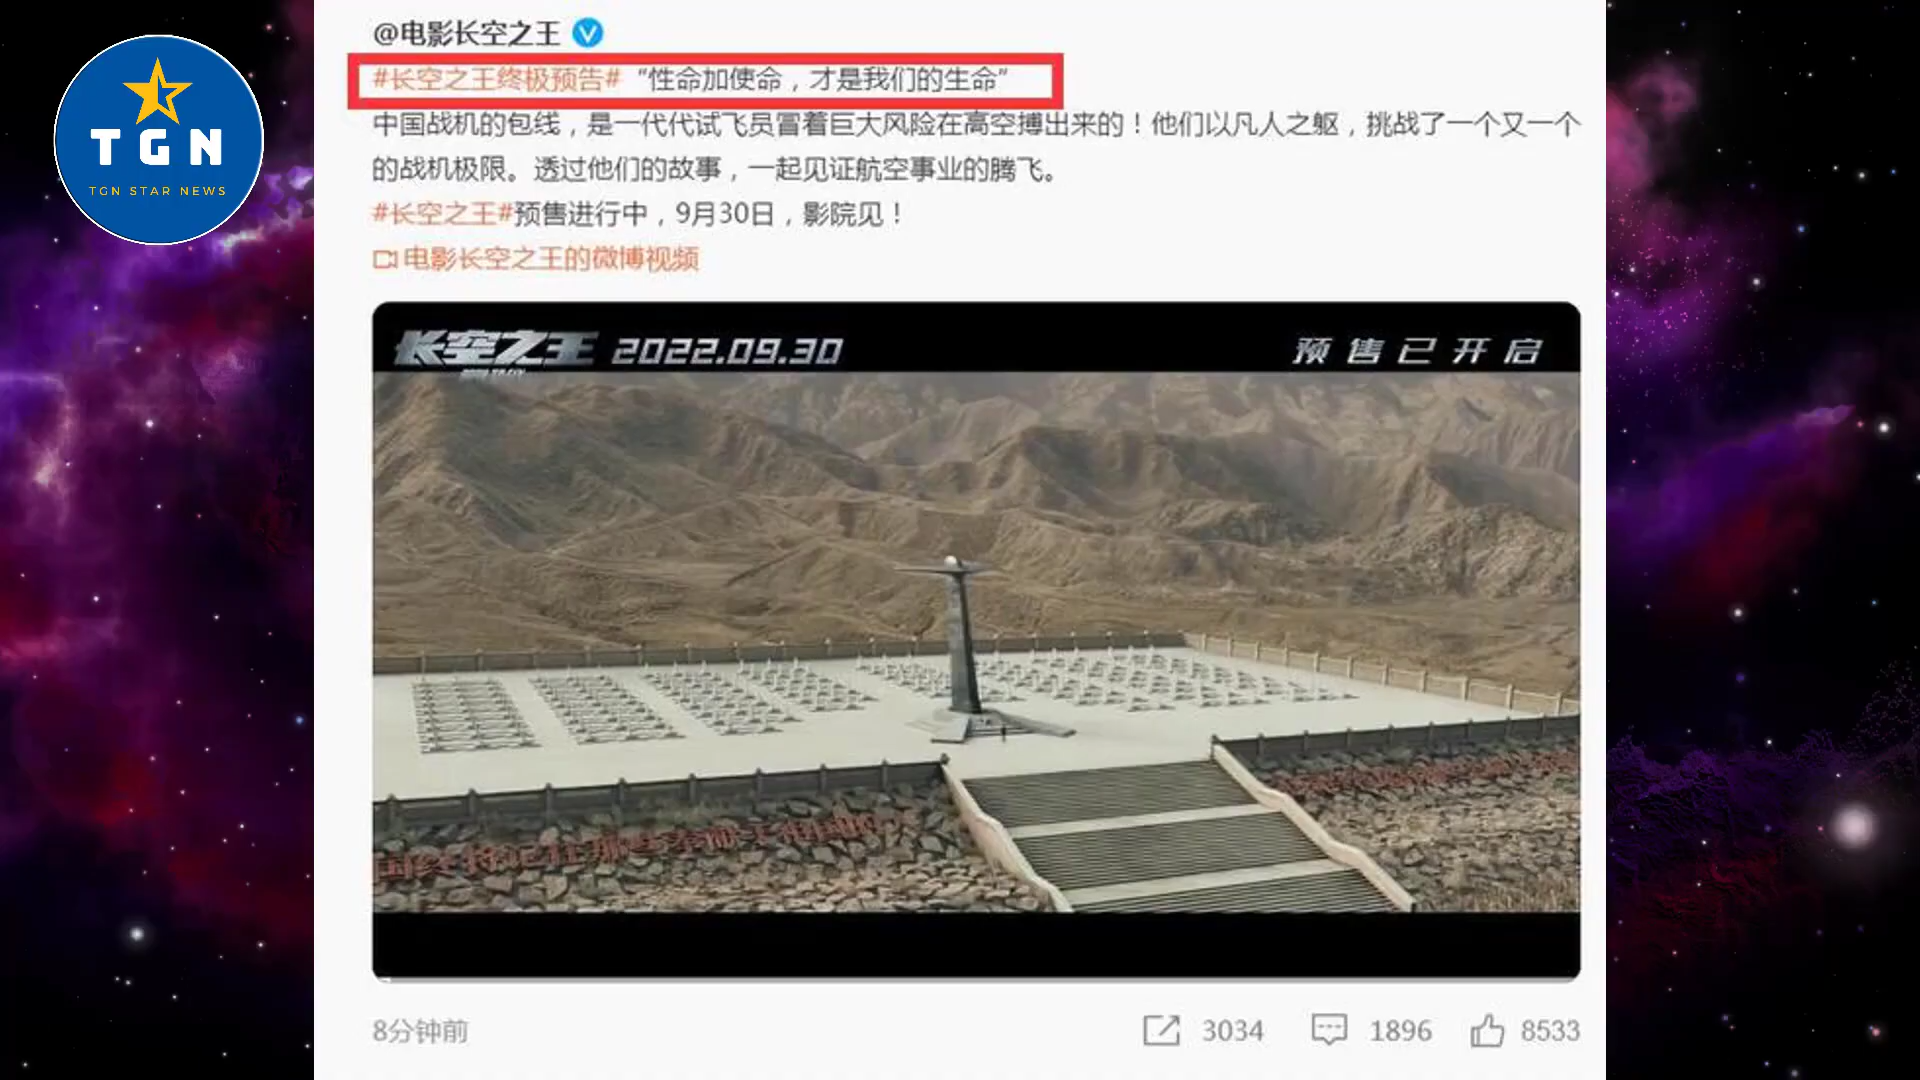 TGN
TGN STAR NEWS
@电影长空之王
#长空之王终极预告# “性命加使命，才是我们的生命”
中国战机的包线，是一代代试飞员冒着巨大风险在高空搏出来的！他们以凡人之躯，挑战了一个又一个
的战机极限。透过他们的故事，一起见证航空事业的腾飞。
#长空之王#预售进行中，9月30日，影院见！
电影长空之王的微博视频
长空之王 2022.09.30
预售已开启
8分钟前
3034
1896
8533